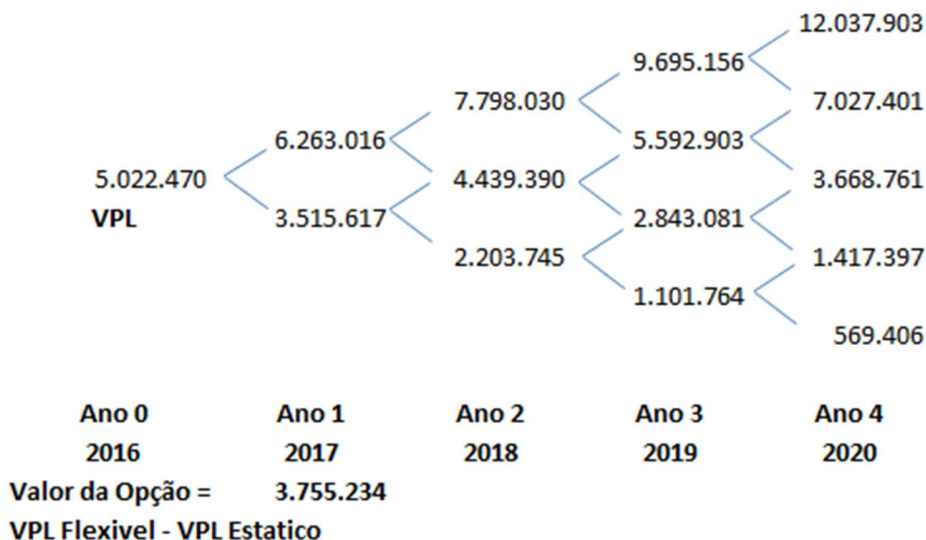 12.037.903
9.695.156
7.798.030 7.027.401
6.263.016 5.592.903
5.022.470 4.439.390 3.668.761
VPL 3.515.617 2.843.081
2.203.745 1.417.397
1.101.764
569.406
Ano 0 Ano 1 Ano 2 Ano 3 Ano 4
2016 2017 2018 2019 2020
Valor da Opção = 3.755.234
VPL Flexivel - VPL Estatico